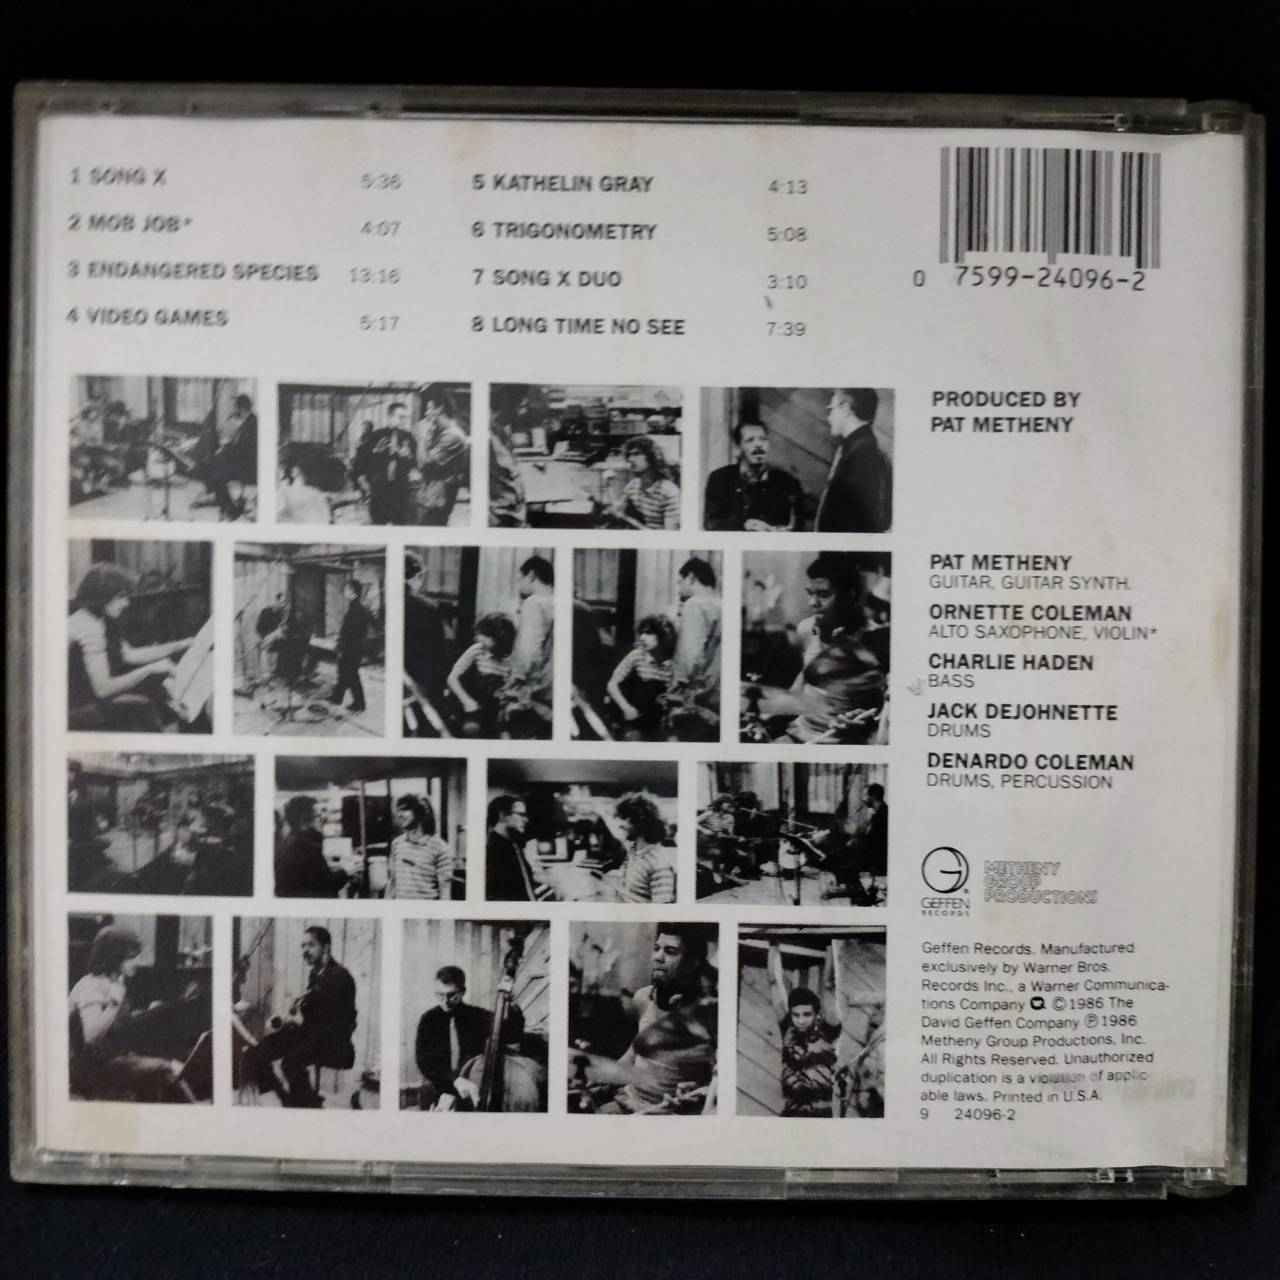 1 SONG X 5:36
2 MOB JOB* 4:07
3 ENDANGERED SPECIES 13:16
4 VIDEO GAMES 5:17
5 KATHELIN GRAY 4:13
6 TRIGONOMETRY 5:08
7 SONG X DUO 3:10
8 LONG TIME NO SEE 7:39
0 7599-24096-2
PRODUCED BY
PAT METHENY
PAT METHENY
GUITAR, GUITAR SYNTH.
ORNETTE COLEMAN
ALTO SAXOPHONE, VIOLIN*
CHARLIE HADEN
BASS
JACK DEJOHNETTE
DRUMS
DENARDO COLEMAN
DRUMS, PERCUSSION
GEFFEN
RECORDS
METHENY
GROUP
PRODUCTIONS
Geffen Records. Manufactured
exclusively by Warner Bros.
Records Inc., a Warner Communica-
tions Company ©1986 The
David Geffen Company ℗1986
Metheny Group Productions, Inc.
All Rights Reserved. Unauthorized
duplication is a violation of applic-
able laws. Printed in U.S.A.
9 24096-2